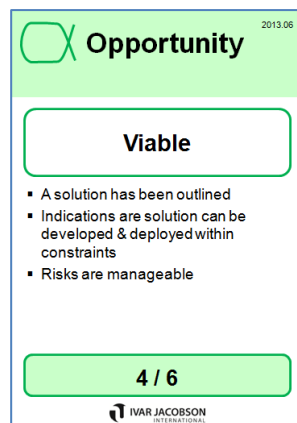 2013.06
Opportunity
Viable
▪ A solution has been outlined
▪ Indications are solution can be
developed & deployed within
constraints
▪ Risks are manageable
4 / 6
IVAR JACOBSON
INTERNATIONAL